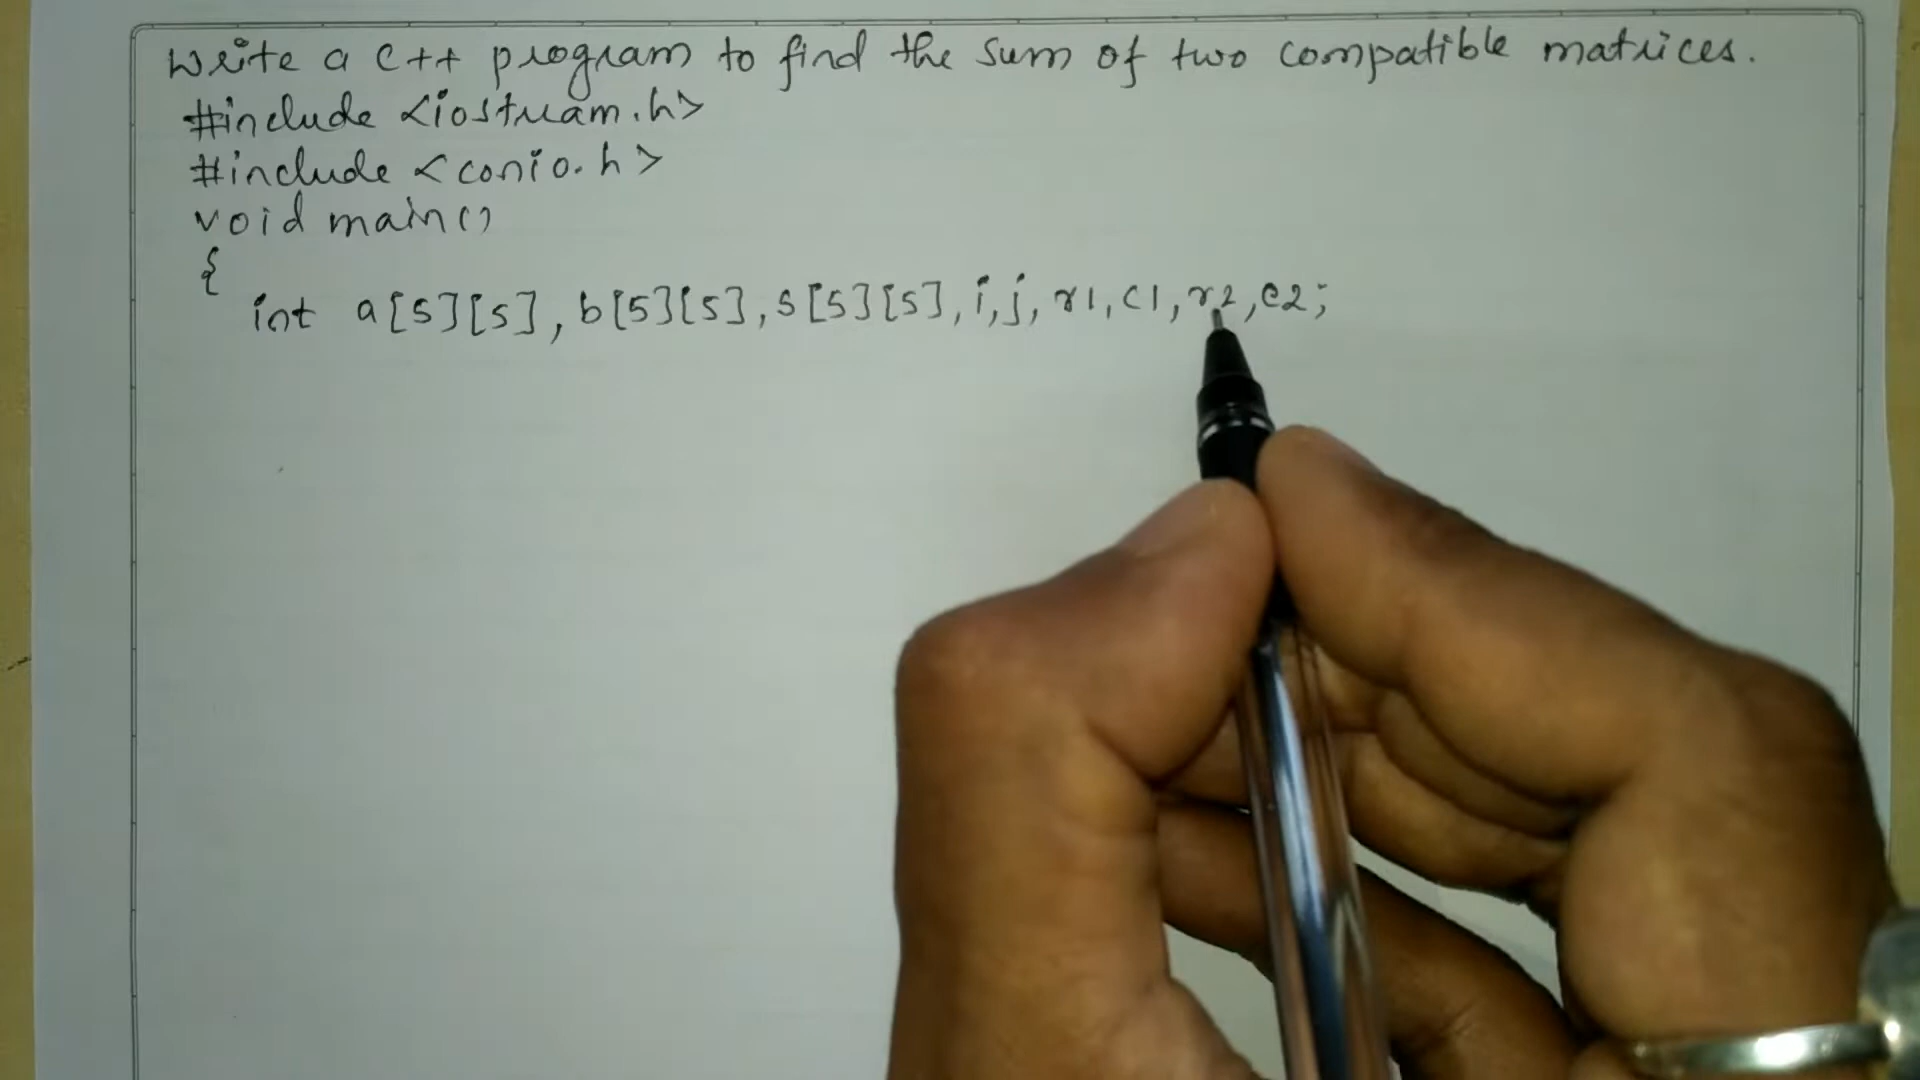 Write a C++ program to find the sum of two compatible matrices.
#include <iostream.h>
#include <conio.h>
void main()
{
int a[5][5], b[5][5], s[5][5], i, j, r1, c1, r2, c2;